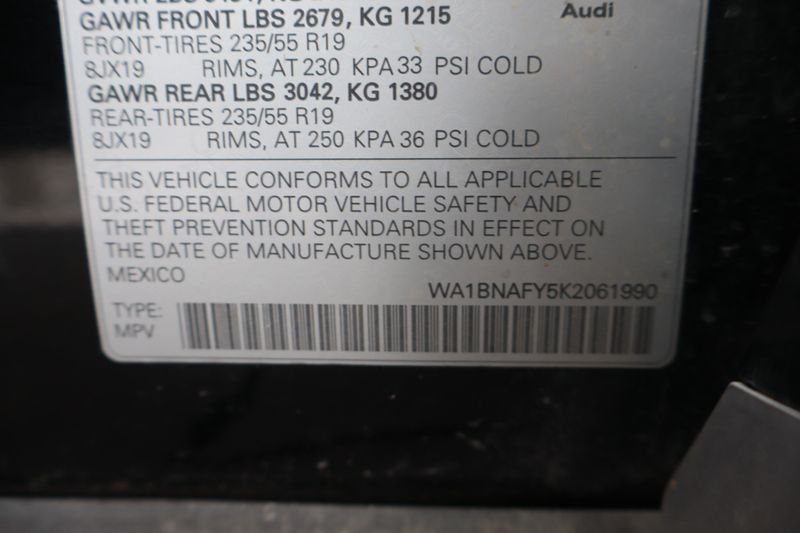 Audi
GAWR FRONT LBS 2679, KG 1215
FRONT-TIRES 235/55 R19
8JX19 RIMS, AT 230 KPA 33 PSI COLD
GAWR REAR LBS 3042, KG 1380
REAR-TIRES 235/55 R19
8JX19 RIMS, AT 250 KPA 36 PSI COLD
THIS VEHICLE CONFORMS TO ALL APPLICABLE
U.S. FEDERAL MOTOR VEHICLE SAFETY AND
THEFT PREVENTION STANDARDS IN EFFECT ON
THE DATE OF MANUFACTURE SHOWN ABOVE.
MEXICO
WA1BNAFY5K2061990
TYPE:
MPV